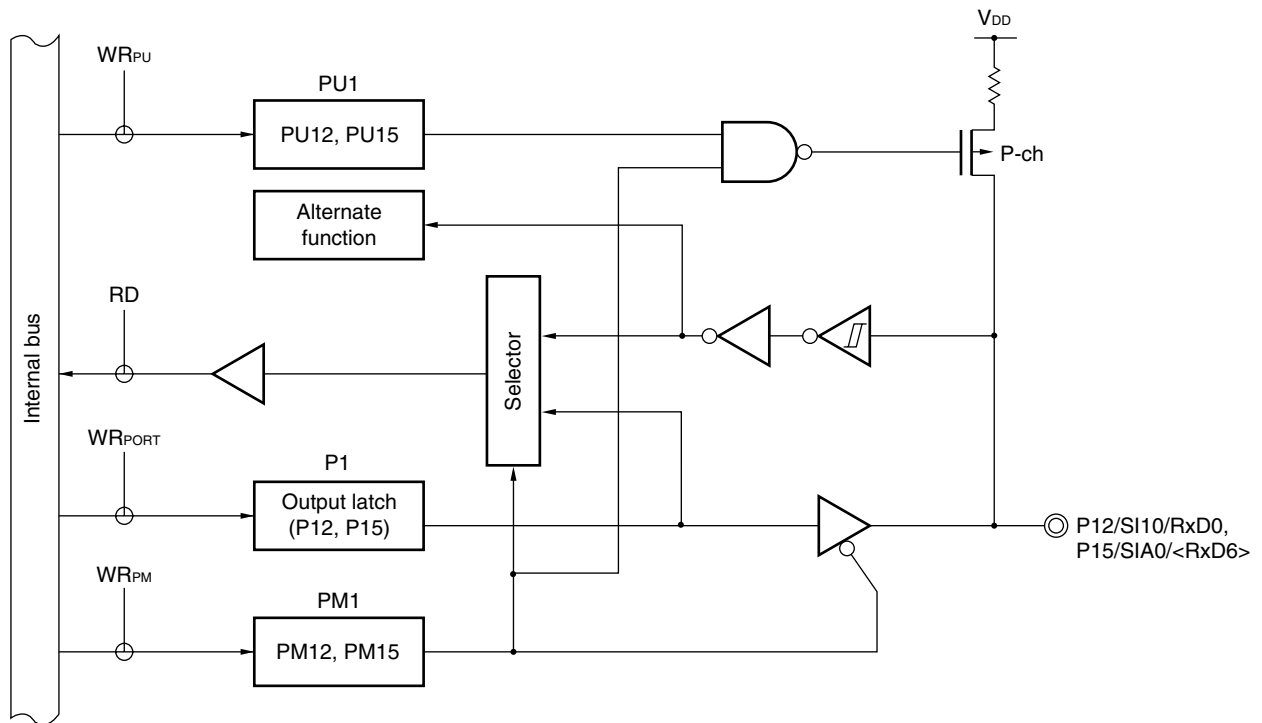 VDD
WRPU
PU1
PU12, PU15
P-ch
Alternate
function
RD
Internal bus
Selector
WRPORT
P1
Output latch
(P12, P15)
P12/SI10/RxD0,
P15/SIA0/<RxD6>
WRPM
PM1
PM12, PM15